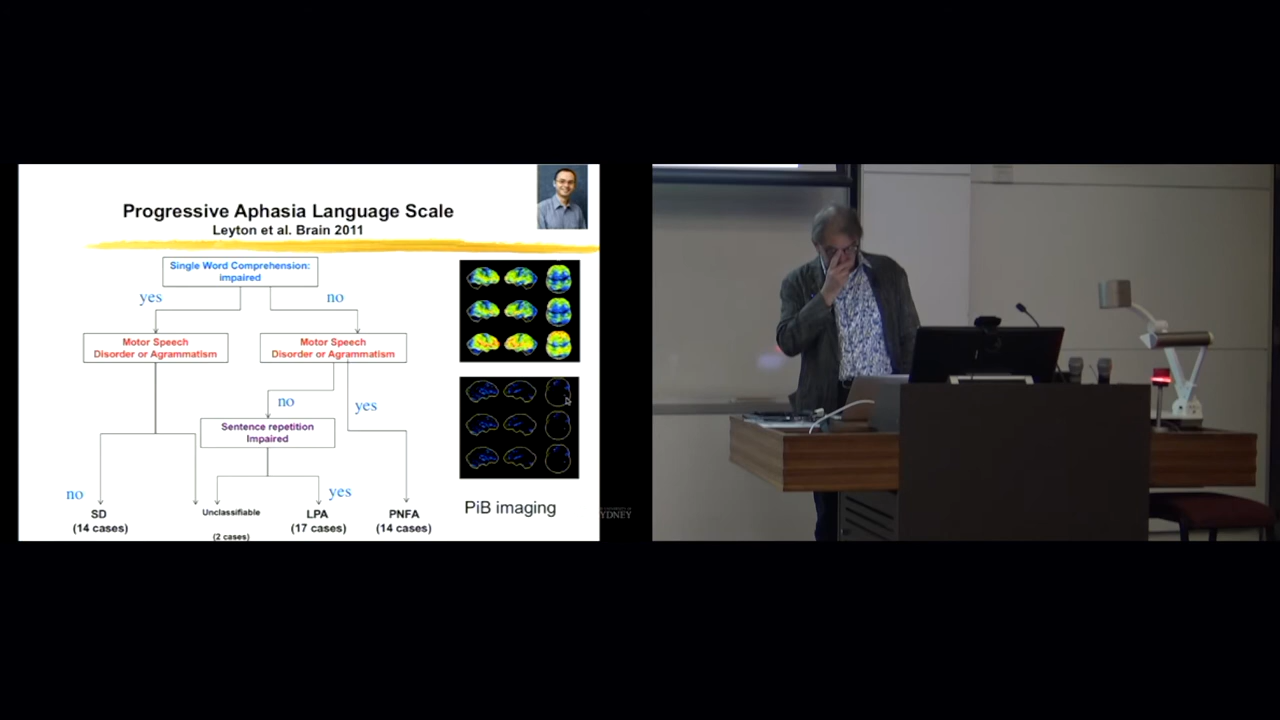 Progressive Aphasia Language Scale
Leyton et al. Brain 2011
Single Word Comprehension:
impaired
yes
no
Motor Speech
Disorder or Agrammatism
Motor Speech
Disorder or Agrammatism
no
yes
Sentence repetition
Impaired
no
yes
SD
(14 cases)
Unclassifiable
(2 cases)
LPA
(17 cases)
PNFA
(14 cases)
PiB imaging
YDNEY